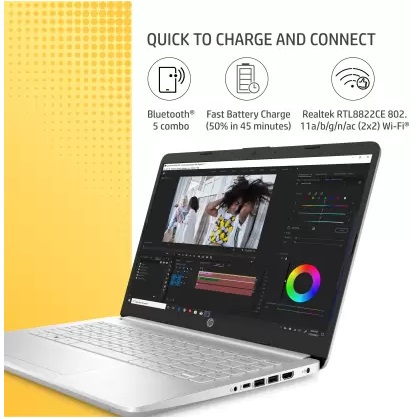 QUICK TO CHARGE AND CONNECT
Bluetooth®
5 combo
Fast Battery Charge
(50% in 45 minutes)
Realtek RTL8822CE 802.
11a/b/g/n/ac (2x2) Wi-Fi®
hp